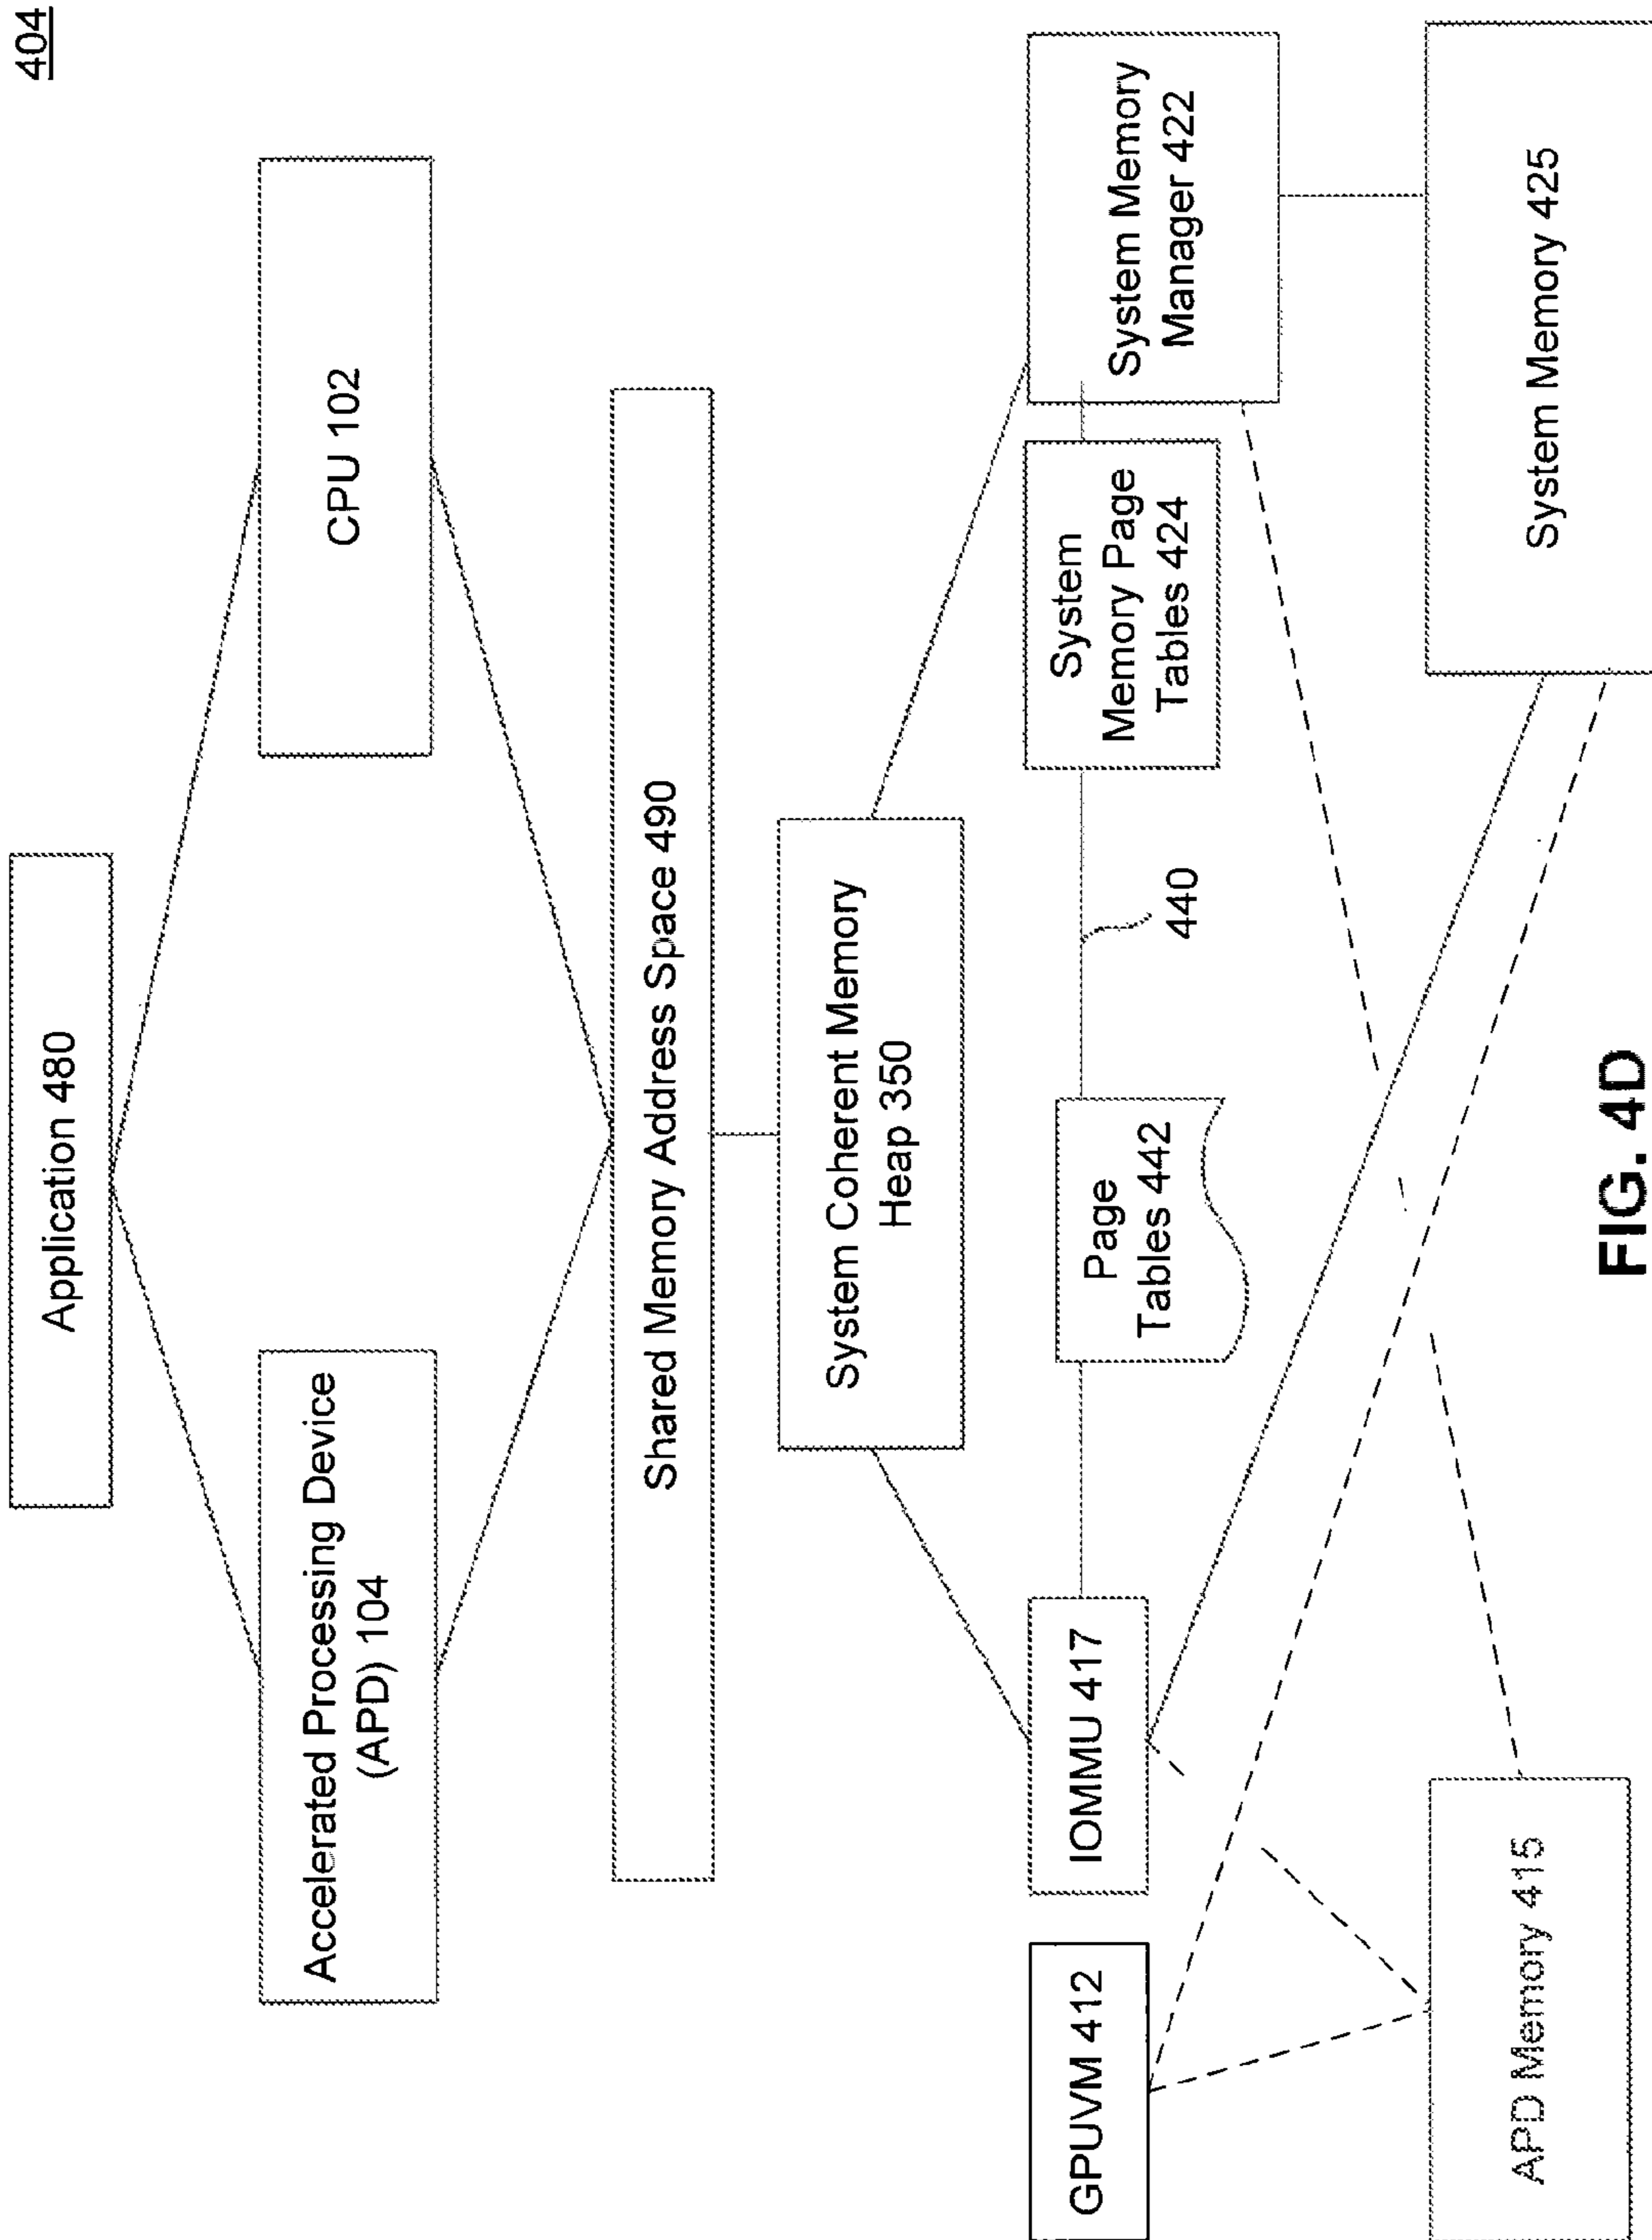 404
Application 480
Accelerated Processing Device
(APD) 104
CPU 102
Shared Memory Address Space 490
System Coherent Memory
Heap 350
GPUVM 412
IOMMU 417
Page
Tables 442
440
System
Memory Page
Tables 424
System Memory
Manager 422
APD Memory 415
System Memory 425
FIG. 4D